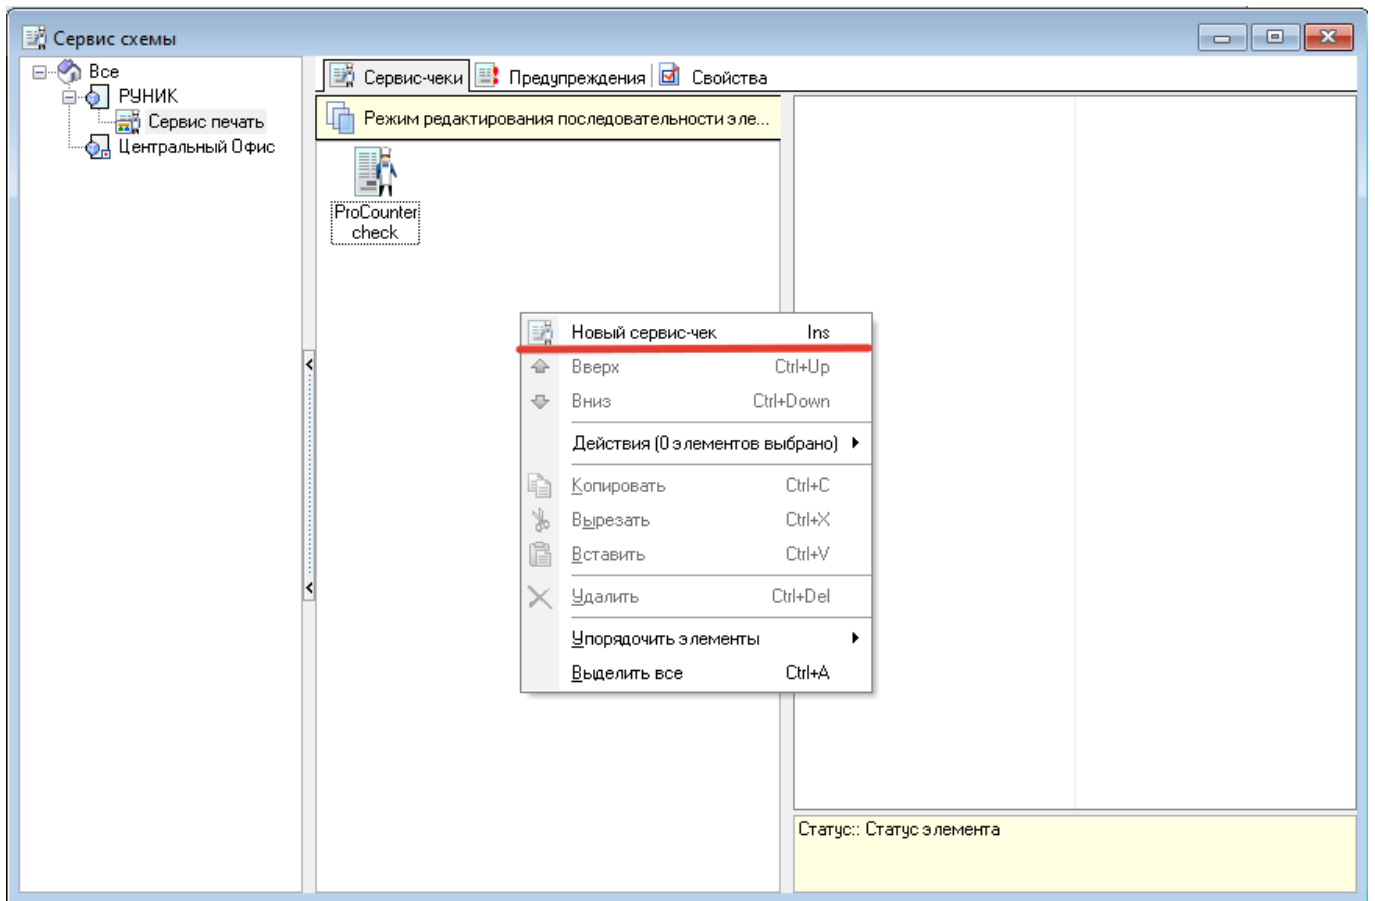 Сервис схемы
Все
РУНИК
Сервис печать
Центральный Офис
Сервис-чеки Предупреждения Свойства
Режим редактирования последовательности эле...
ProCounter
check
Новый сервис-чек Ins
Вверх Ctrl+Up
Вниз Ctrl+Down
Действия (0 элементов выбрано)
Копировать Ctrl+C
Вырезать Ctrl+X
Вставить Ctrl+V
Удалить Ctrl+Del
Упорядочить элементы
Выделить все Ctrl+A
Статус:: Статус элемента